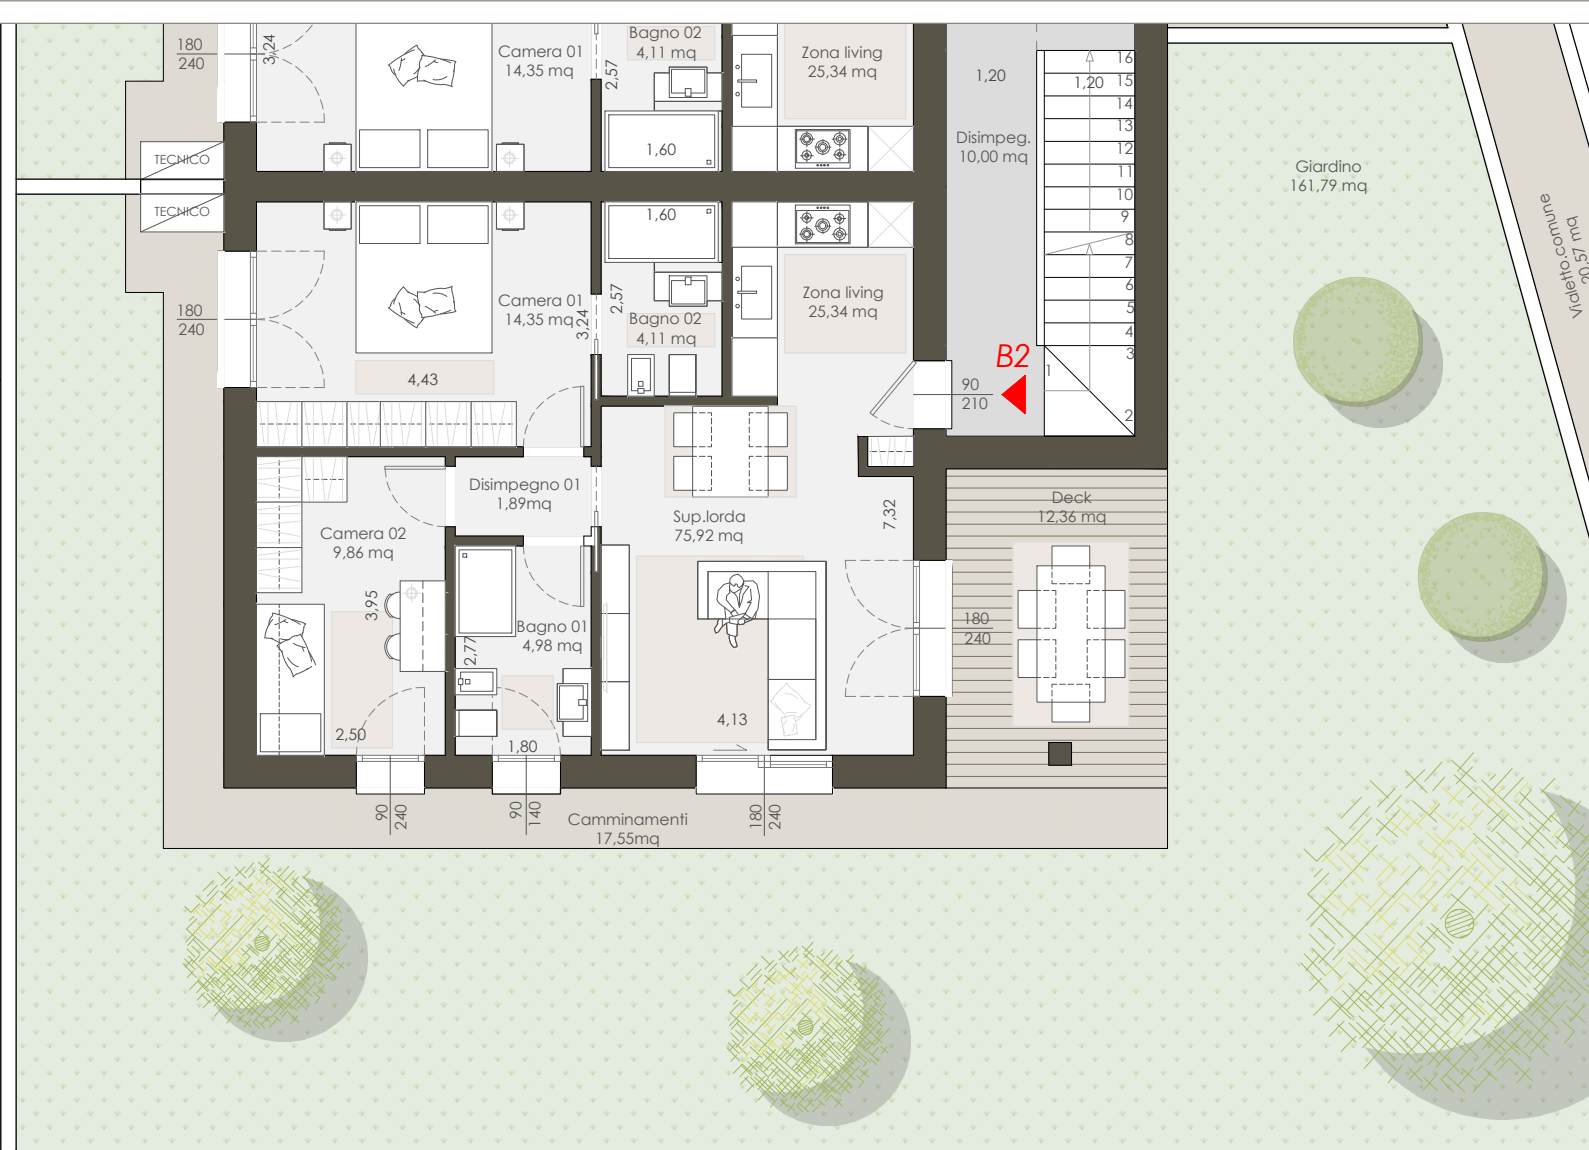 180
240
3,24
Camera 01
14,35 mq
Bagno 02
4,11 mq
2,57
1,60
Zona living
25,34 mq
1,20
Disimpeg.
10,00 mq
1,20
16
15
14
13
12
11
10
9
8
7
6
5
4
3
2
1
Giardino
161,79 mq
Vialetto.comune
20,57 mq
TECNICO
TECNICO
180
240
Camera 01
14,35 mq
3,24
4,43
1,60
2,57
Bagno 02
4,11 mq
Zona living
25,34 mq
B2
90
210
Disimpegno 01
1,89mq
Camera 02
9,86 mq
3,95
2,50
Bagno 01
4,98 mq
2,77
1,80
Sup.lorda
75,92 mq
7,32
4,13
Deck
12,36 mq
180
240
90
240
90
140
180
240
Camminamenti
17,55mq